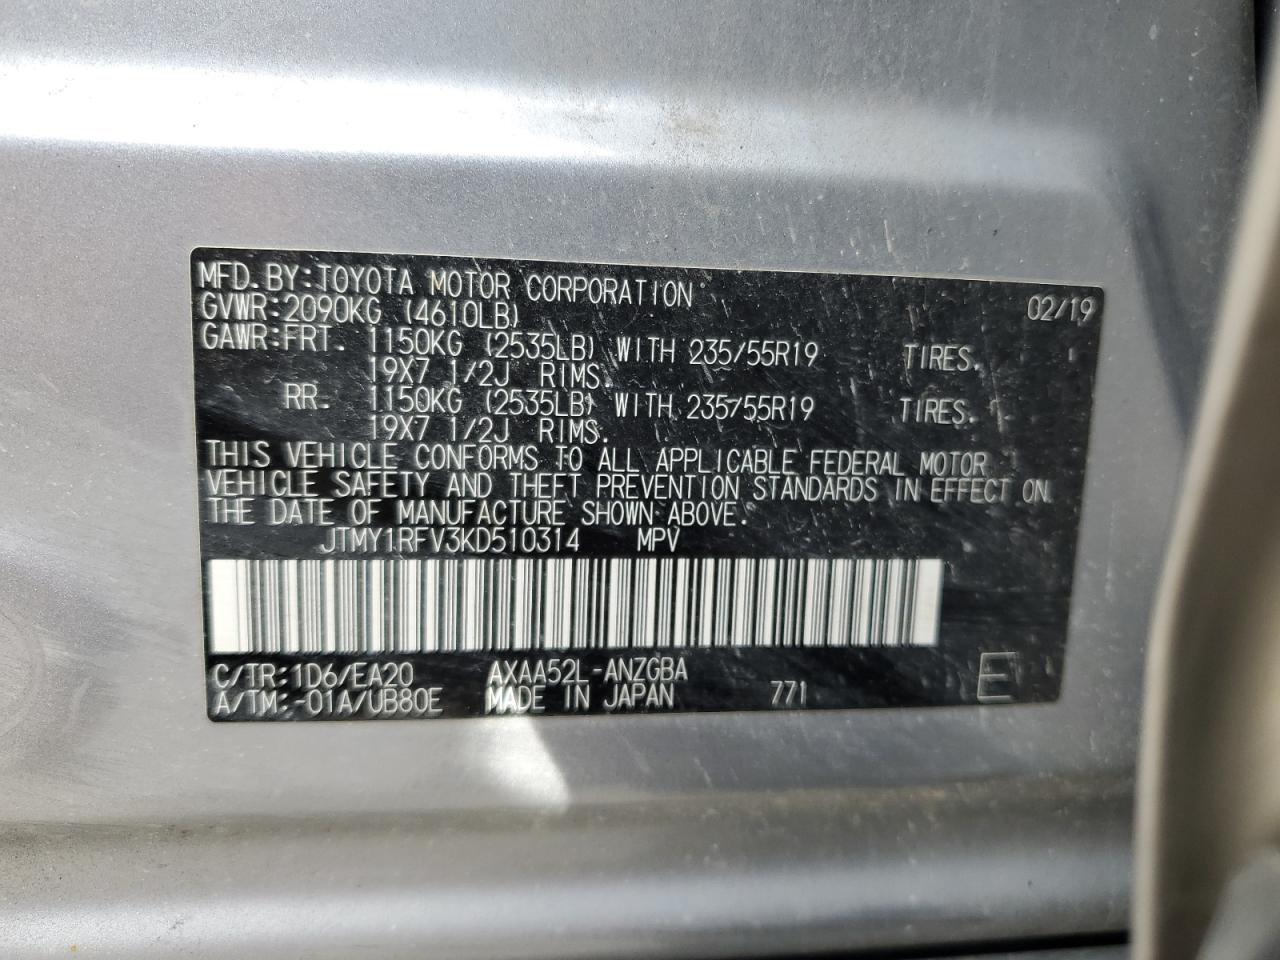 MFD.BY:TOYOTA MOTOR CORPORATION 02/19
GVWR:2090KG (4610LB)
GAWR:FRT. 1150KG (2535LB) WITH 235/55R19 TIRES.
19X7 1/2J RIMS.
RR. 1150KG (2535LB) WITH 235/55R19 TIRES.
19X7 1/2J RIMS.
THIS VEHICLE CONFORMS TO ALL APPLICABLE FEDERAL MOTOR
VEHICLE SAFETY AND THEFT PREVENTION STANDARDS IN EFFECT ON
THE DATE OF MANUFACTURE SHOWN ABOVE.
JTMY1RFV3KD510314 MPV
C/TR:1D6/EA20 AXAA52L-ANZGBA
A/TM:-01A/UB80E MADE IN JAPAN 771 E